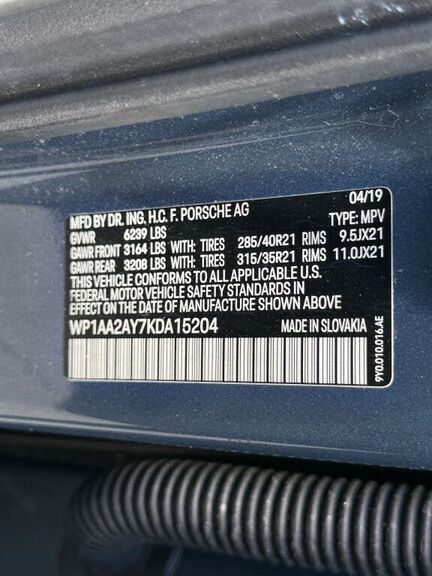 04/19
MFD BY DR. ING. H.C. F. PORSCHE AG
TYPE: MPV
GVWR 6239 LBS
GAWR FRONT 3164 LBS WITH: TIRES 285/40R21 RIMS 9.5JX21
GAWR REAR 3208 LBS WITH: TIRES 315/35R21 RIMS 11.0JX21
THIS VEHICLE CONFORMS TO ALL APPLICABLE U.S.
FEDERAL MOTOR VEHICLE SAFETY STANDARDS IN
EFFECT ON THE DATE OF MANUFACTURE SHOWN ABOVE.
WP1AA2AY7KDA15204 MADE IN SLOVAKIA
9Y0.010.016.AE